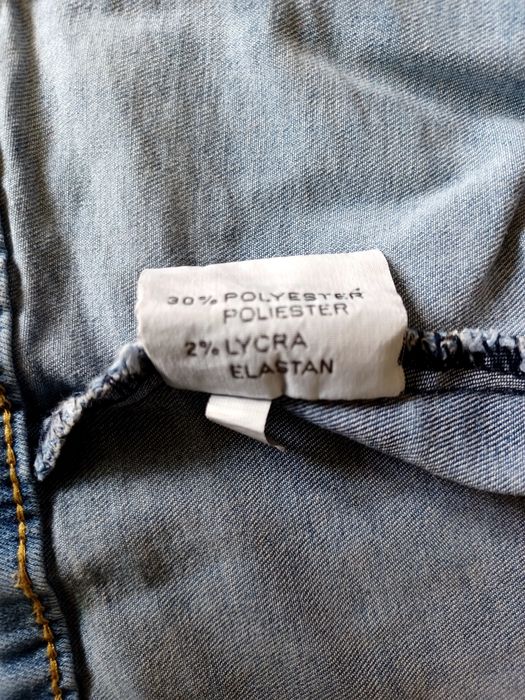 30% POLYESTER
POLIESTER
2% LYCRA
ELASTAN